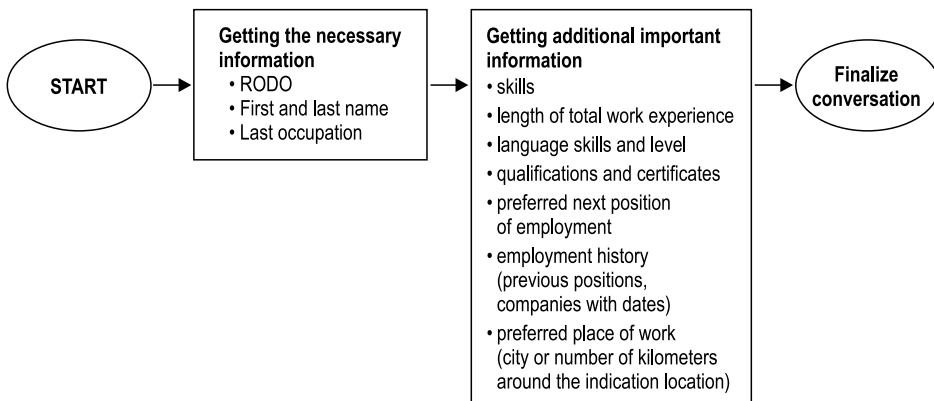 START
Getting the necessary
information
• RODO
• First and last name
• Last occupation
Getting additional important
information
• skills
• length of total work experience
• language skills and level
• qualifications and certificates
• preferred next position
of employment
• employment history
(previous positions,
companies with dates)
• preferred place of work
(city or number of kilometers
around the indication location)
Finalize
conversation